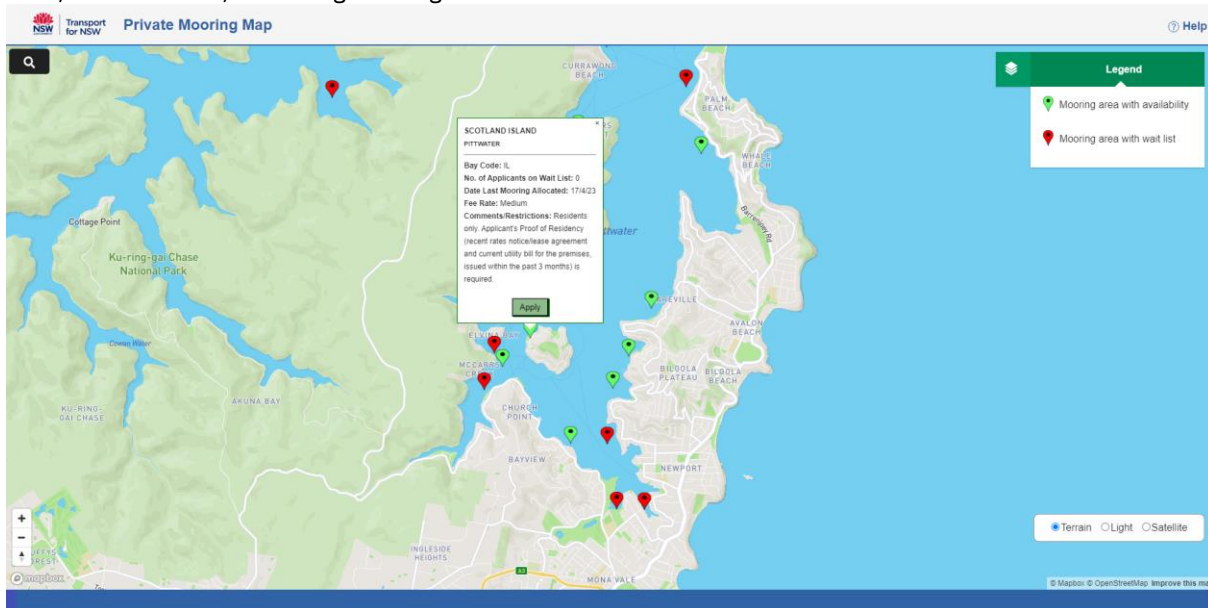 NSW
Transport
for NSW
Private Mooring Map
Help
CURRAWONG
BEACH
PALM
BEACH
WHALE
BEACH
Barrenjoey Rd
SCOTLAND ISLAND
PITTWATER
Bay Code: IL
No. of Applicants on Wait List: 0
Date Last Mooring Allocated: 17/4/23
Fee Rate: Medium
Comments/Restrictions: Residents
only. Applicant's Proof of Residency
(recent rates notice/lease agreement
and current utility bill for the premises,
issued within the past 3 months) is
required.
Apply
Legend
Mooring area with availability
Mooring area with wait list
Cottage Point
Ku-ring-gai Chase
National Park
Cowan Water
KU-RING-
GAI CHASE
AKUNA BAY
CHURCH
POINT
BAYVIEW
AVALON
BEACH
BILGOLA
PLATEAU
BILGOLA
BEACH
NEWPORT
INGLESIDE
HEIGHTS
A3
MONA VALE
mapbox
Terrain
Light
Satellite
© Mapbox © OpenStreetMap Improve this ma